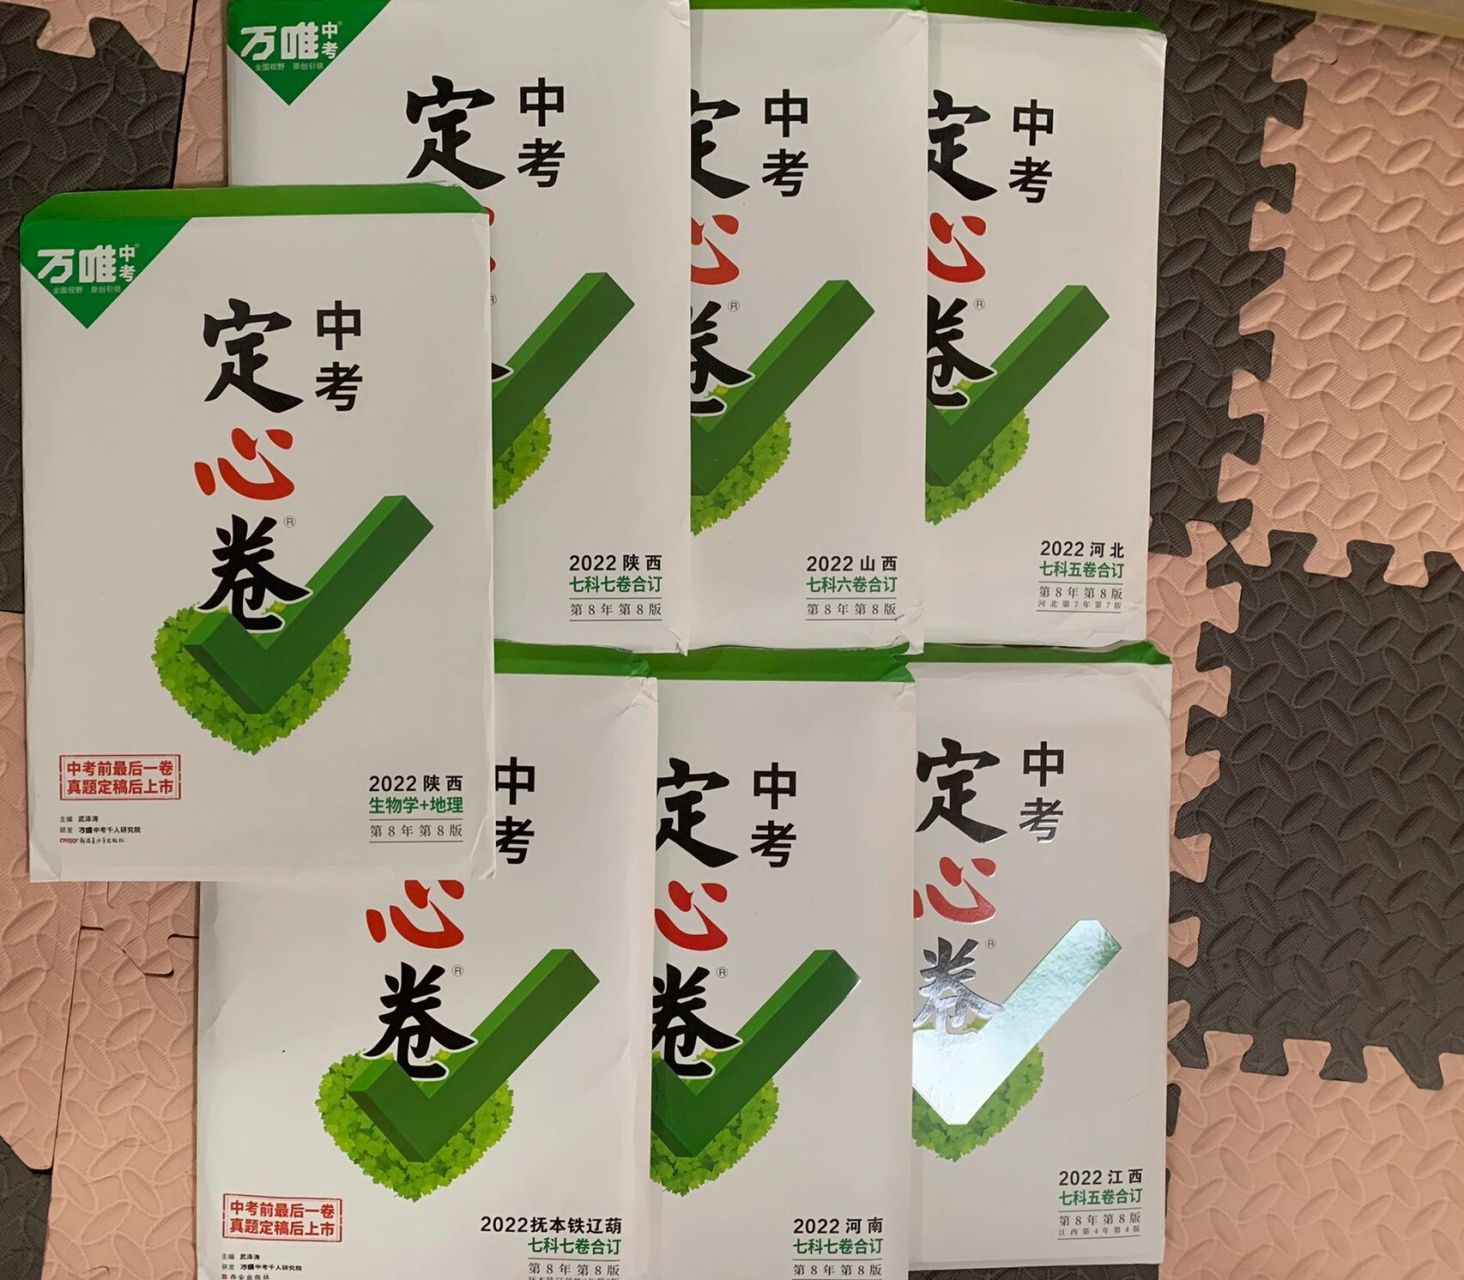 万唯中考
全国视野 原创引领
定
中考
2022 陕西
七科七卷合订
第8年第8版
中考
®
2022 山西
七科六卷合订
第8年第8版
定
中考
心
卷
®
2022 河北
七科五卷合订
第8年第8版
河北第7年第7版
万唯中考
全国视野 原创引领
定心卷
中考
®
中考前最后一卷
真题定稿后上市
主编 武泽涛
研发 万唯中考千人研究院
2022 陕西
生物学+地理
第8年第8版
中考
心
卷
®
中考前最后一卷
真题定稿后上市
主编 武泽涛
研发 万唯中考千人研究院
西安出版社
2022抚本铁辽葫
七科七卷合订
第8年第8版
定心卷
中考
®
2022 河南
七科七卷合订
第8年第8版
定心卷
中考
®
2022 江西
七科五卷合订
第8年第8版
江西第4年第4版